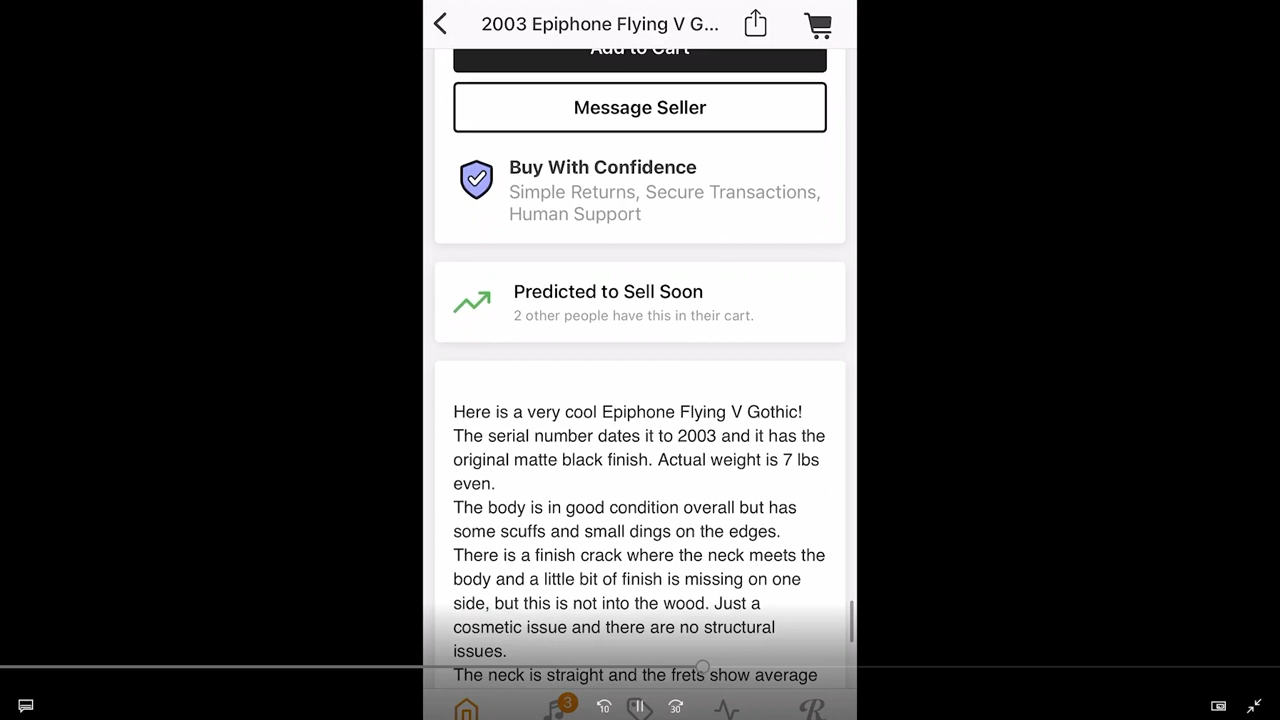 2003 Epiphone Flying V G...
Add to Cart
Message Seller
Buy With Confidence
Simple Returns, Secure Transactions,
Human Support
Predicted to Sell Soon
2 other people have this in their cart.
Here is a very cool Epiphone Flying V Gothic!
The serial number dates it to 2003 and it has the
original matte black finish. Actual weight is 7 lbs
even.
The body is in good condition overall but has
some scuffs and small dings on the edges.
There is a finish crack where the neck meets the
body and a little bit of finish is missing on one
side, but this is not into the wood. Just a
cosmetic issue and there are no structural
issues.
The neck is straight and the frets show average
3
10
30
R